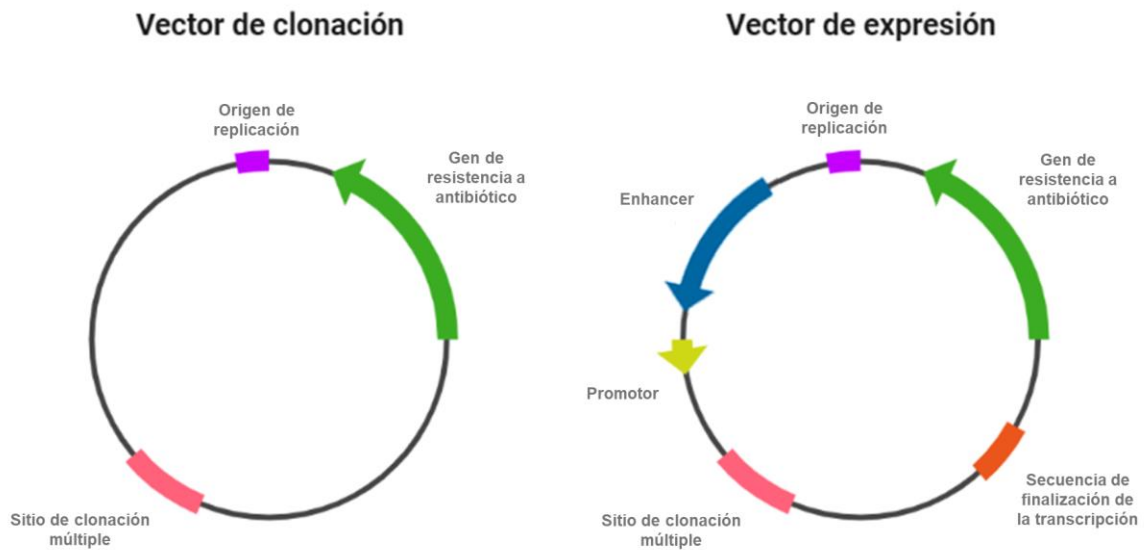 Vector de clonación
Origen de
replicación
Gen de
resistencia a
antibiótico
Sitio de clonación
múltiple
Vector de expresión
Origen de
replicación
Gen de
resistencia a
antibiótico
Enhancer
Promotor
Sitio de clonación
múltiple
Secuencia de
finalización de
la transcripción